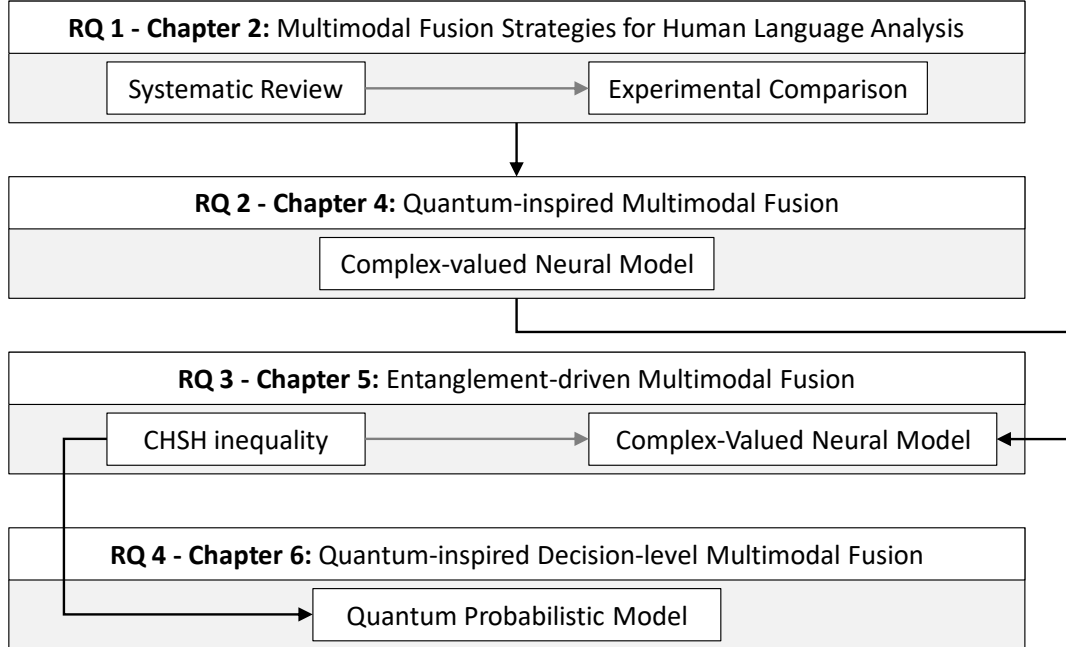 RQ 1 - Chapter 2: Multimodal Fusion Strategies for Human Language Analysis
Systematic Review
Experimental Comparison
RQ 2 - Chapter 4: Quantum-inspired Multimodal Fusion
Complex-valued Neural Model
RQ 3 - Chapter 5: Entanglement-driven Multimodal Fusion
CHSH inequality
Complex-Valued Neural Model
RQ 4 - Chapter 6: Quantum-inspired Decision-level Multimodal Fusion
Quantum Probabilistic Model